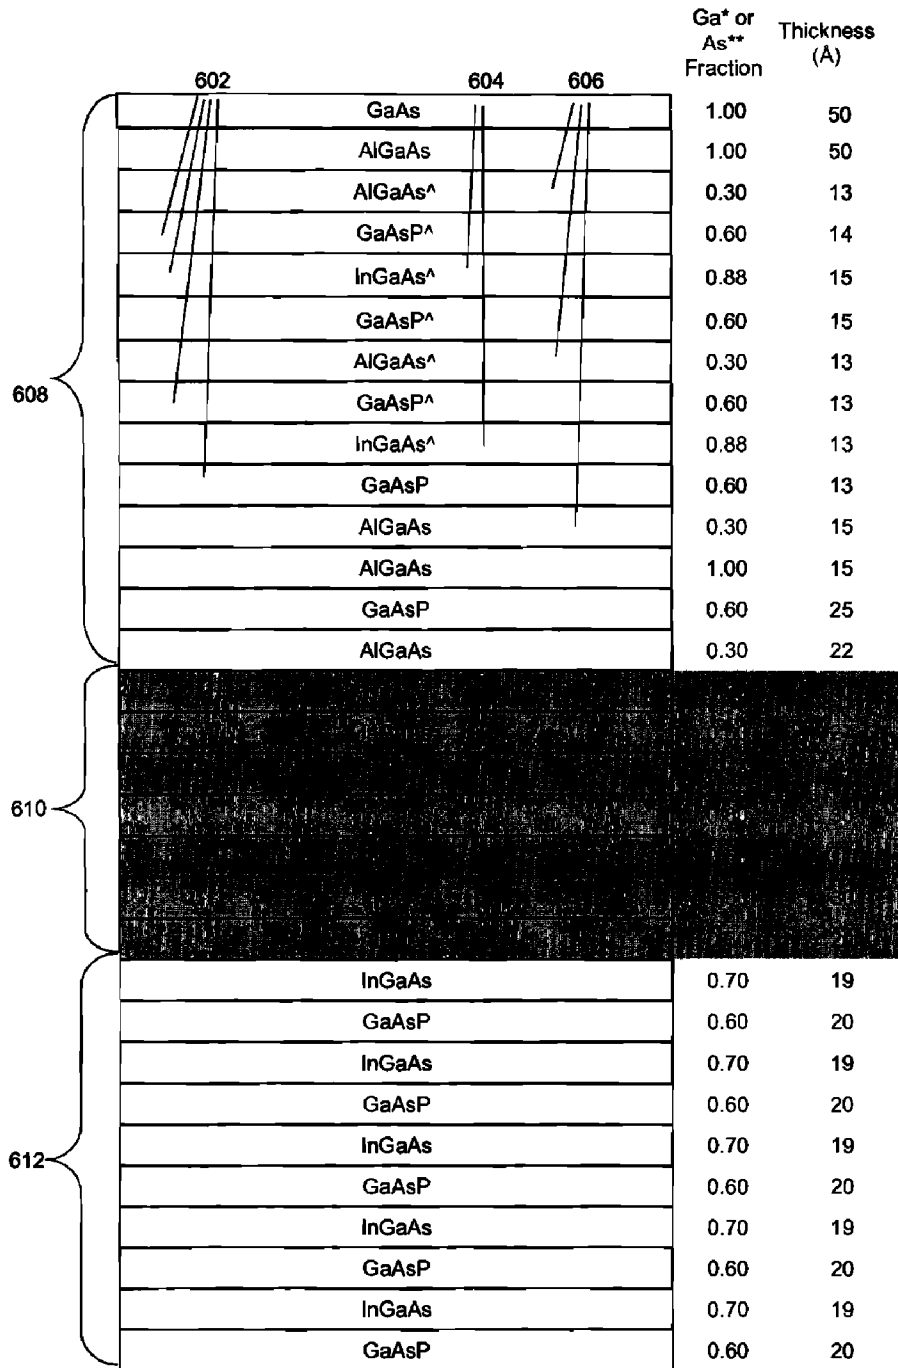 Ga* or
As**
Fraction
Thickness
(Å)
602
604
606
GaAs 1.00 50
AlGaAs 1.00 50
AlGaAs^ 0.30 13
GaAsP^ 0.60 14
InGaAs^ 0.88 15
GaAsP^ 0.60 15
AlGaAs^ 0.30 13
608
GaAsP^ 0.60 13
InGaAs^ 0.88 13
GaAsP 0.60 13
AlGaAs 0.30 15
AlGaAs 1.00 15
GaAsP 0.60 25
AlGaAs 0.30 22
610
InGaAs 0.70 19
GaAsP 0.60 20
InGaAs 0.70 19
GaAsP 0.60 20
InGaAs 0.70 19
612
GaAsP 0.60 20
InGaAs 0.70 19
GaAsP 0.60 20
InGaAs 0.70 19
GaAsP 0.60 20